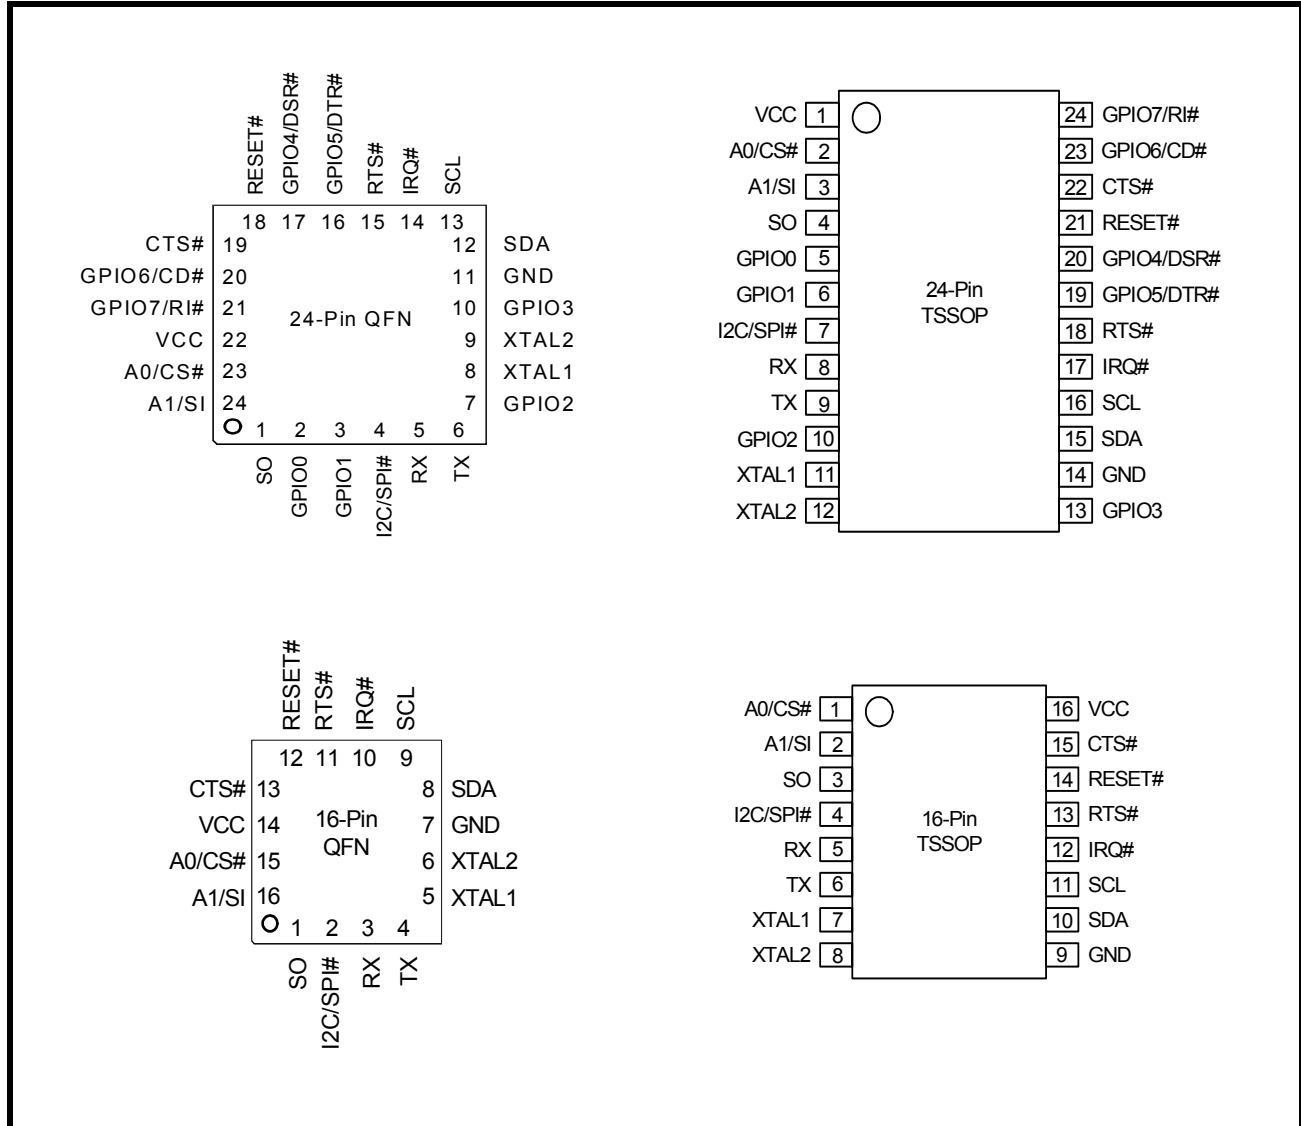 RESET#
GPIO4/DSR#
GPIO5/DTR#
RTS#
IRQ#
SCL
18 17 16 15 14 13
CTS# 19 12 SDA
GPIO6/CD# 20 11 GND
GPIO7/RI# 21 10 GPIO3
24-Pin QFN
VCC 22 9 XTAL2
A0/CS# 23 8 XTAL1
A1/SI 24 7 GPIO2
1 2 3 4 5 6
SO
GPIO0
GPIO1
I2C/SPI#
RX
TX
VCC 1 24 GPIO7/RI#
A0/CS# 2 23 GPIO6/CD#
A1/SI 3 22 CTS#
SO 4 21 RESET#
GPIO0 5 20 GPIO4/DSR#
GPIO1 6 19 GPIO5/DTR#
24-Pin
TSSOP
I2C/SPI# 7 18 RTS#
RX 8 17 IRQ#
TX 9 16 SCL
GPIO2 10 15 SDA
XTAL1 11 14 GND
XTAL2 12 13 GPIO3
RESET#
RTS#
IRQ#
SCL
12 11 10 9
CTS# 13 8 SDA
VCC 14 7 GND
16-Pin
QFN
A0/CS# 15 6 XTAL2
A1/SI 16 5 XTAL1
1 2 3 4
SO
I2C/SPI#
RX
TX
A0/CS# 1 16 VCC
A1/SI 2 15 CTS#
SO 3 14 RESET#
I2C/SPI# 4 13 RTS#
16-Pin
TSSOP
RX 5 12 IRQ#
TX 6 11 SCL
XTAL1 7 10 SDA
XTAL2 8 9 GND